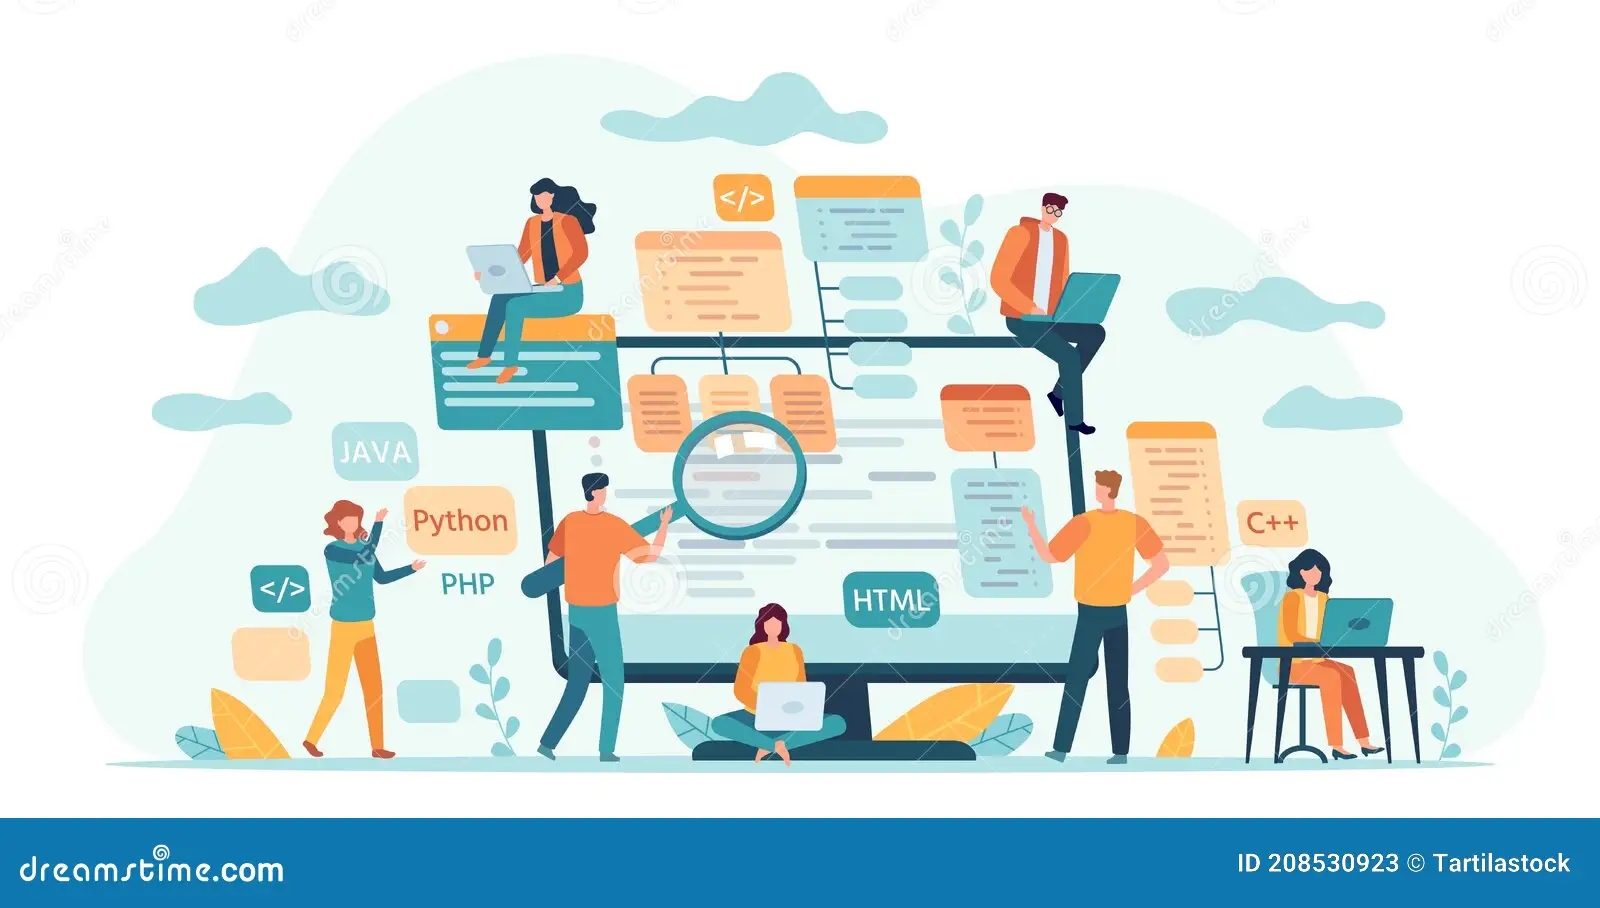 </>
JAVA
Python
</>
PHP
HTML
C++
dreamstime.com
ID 208530923 © Tartilastock